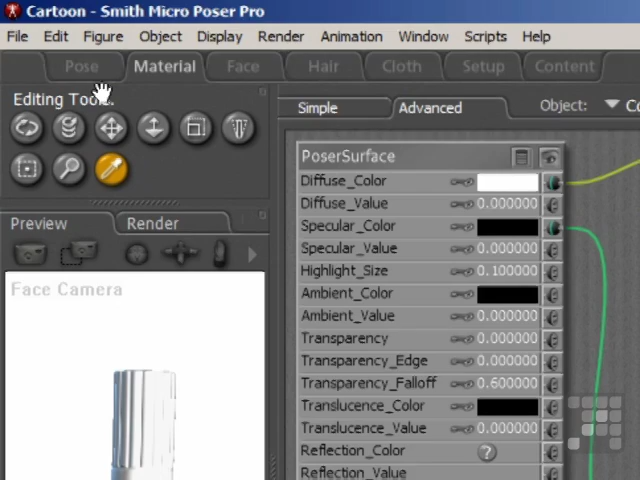 Cartoon - Smith Micro Poser Pro
File Edit Figure Object Display Render Animation Window Scripts Help
Pose Material Face Hair Cloth Setup Content
Editing Tools
Simple Advanced Object:
PoserSurface
Diffuse_Color
Diffuse_Value 0.000000
Specular_Color
Specular_Value 0.000000
Highlight_Size 0.100000
Ambient_Color
Ambient_Value 0.000000
Transparency 0.000000
Transparency_Edge 0.000000
Transparency_Falloff 0.600000
Translucence_Color
Translucence_Value 0.000000
Reflection_Color ?
Reflection_Value
Preview Render
Face Camera